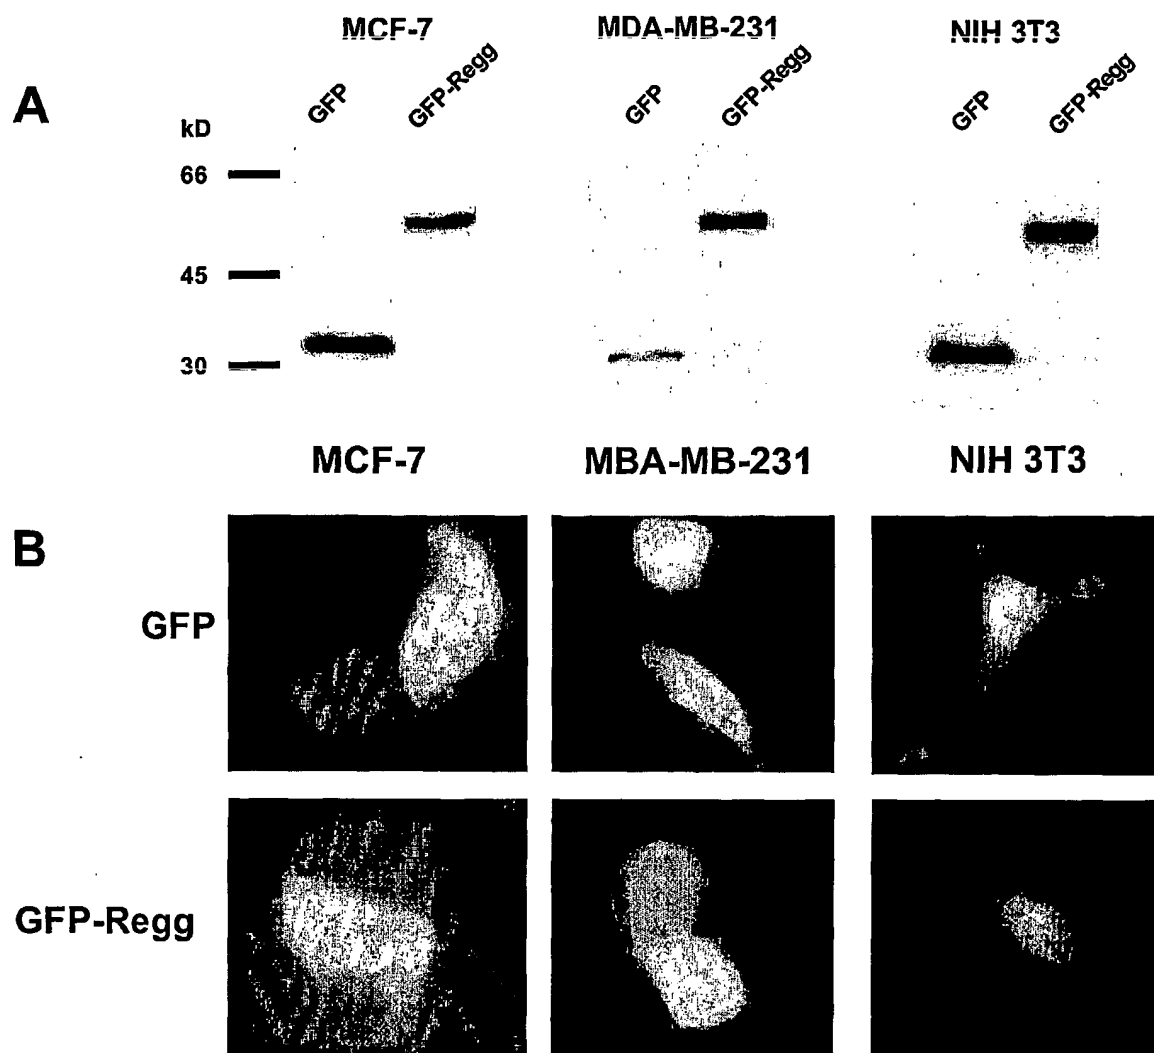 MCF-7 MDA-MB-231 NIH 3T3
A
GFP GFP-Regg GFP GFP-Regg GFP GFP-Regg
kD
66
45
30
MCF-7 MBA-MB-231 NIH 3T3
B
GFP
GFP-Regg